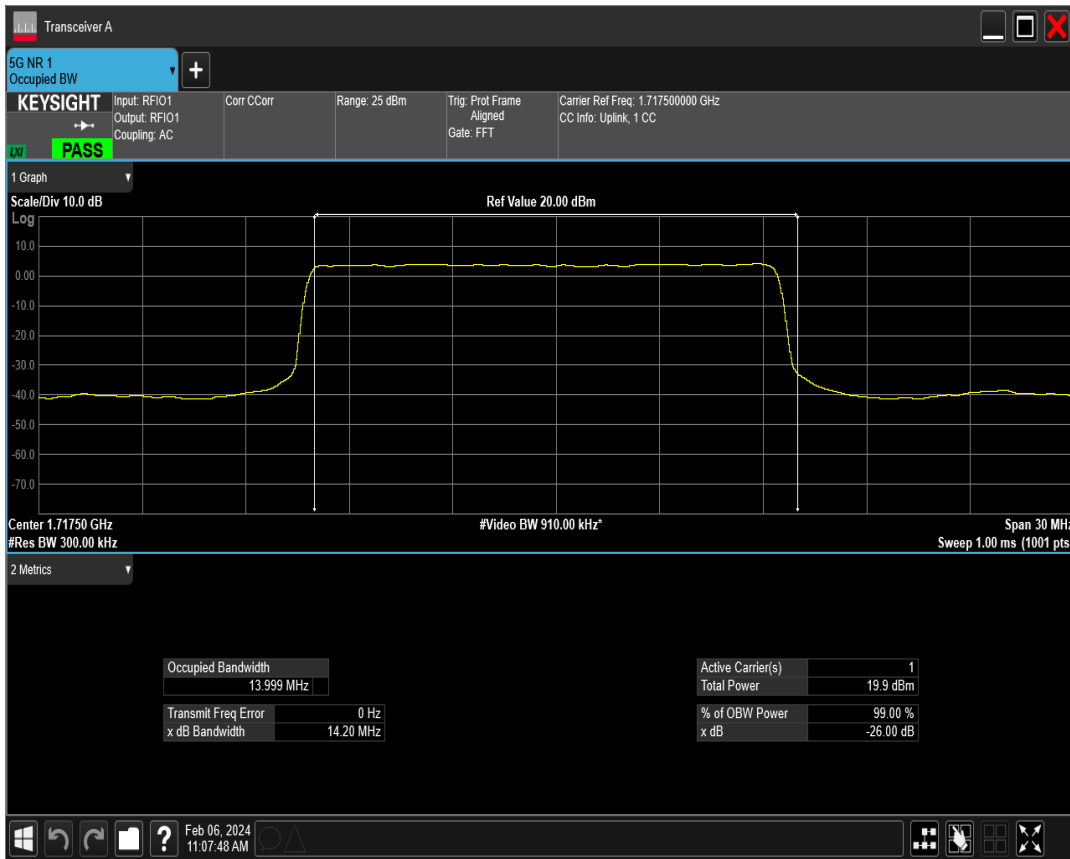 Transceiver A
5G NR 1
Occupied BW
+
KEYSIGHT
LXI
PASS
Input: RFIO1
Output: RFIO1
Coupling: AC
Corr CCorr
Range: 25 dBm
Trig: Prot Frame
Aligned
Gate: FFT
Carrier Ref Freq: 1.717500000 GHz
CC Info: Uplink, 1 CC
1 Graph
Scale/Div 10.0 dB
Ref Value 20.00 dBm
Log
10.0
0.00
-10.0
-20.0
-30.0
-40.0
-50.0
-60.0
-70.0
Center 1.71750 GHz
#Video BW 910.00 kHz*
Span 30 MHz
#Res BW 300.00 kHz
Sweep 1.00 ms (1001 pts
2 Metrics
Occupied Bandwidth
13.999 MHz
Transmit Freq Error 0 Hz
x dB Bandwidth 14.20 MHz
Active Carrier(s) 1
Total Power 19.9 dBm
% of OBW Power 99.00 %
x dB -26.00 dB
?
Feb 06, 2024
11:07:48 AM